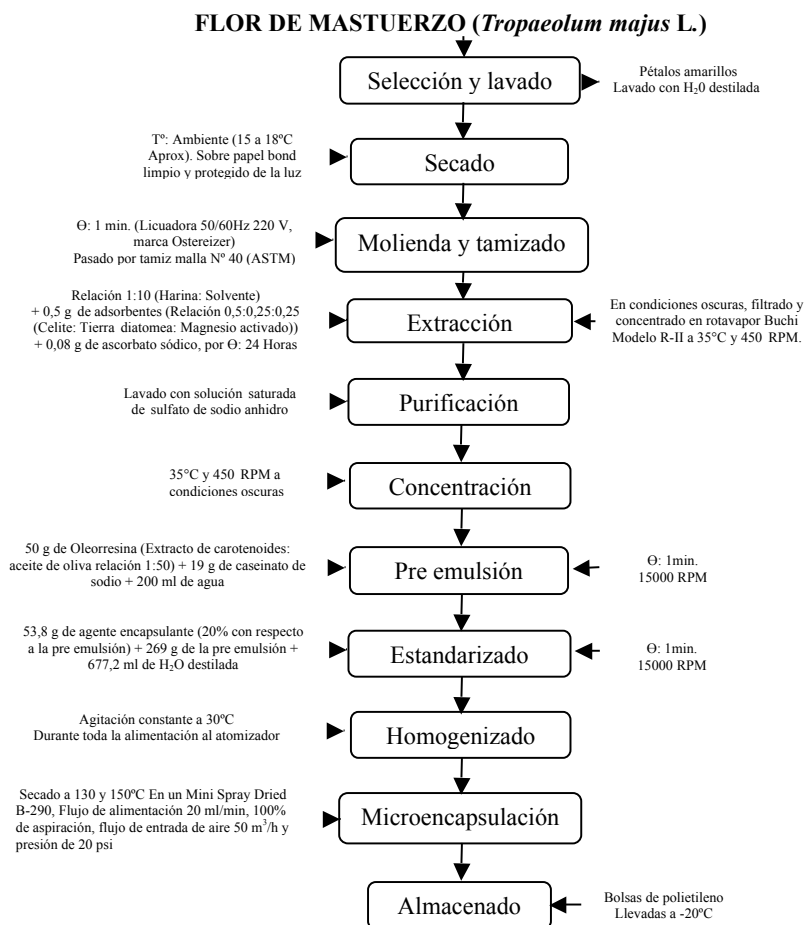 FLOR DE MASTUERZO (Tropaeolum majus L.)
Selección y lavado
Pétalos amarillos
Lavado con H₂0 destilada
Tº: Ambiente (15 a 18ºC
Aprox). Sobre papel bond
limpio y protegido de la luz
Secado
Ɵ: 1 min. (Licuadora 50/60Hz 220 V,
marca Ostereizer)
Pasado por tamiz malla Nº 40 (ASTM)
Molienda y tamizado
Relación 1:10 (Harina: Solvente)
+ 0,5 g de adsorbentes (Relación 0,5:0,25:0,25
(Celite: Tierra diatomea: Magnesio activado))
+ 0,08 g de ascorbato sódico, por Ɵ: 24 Horas
Extracción
En condiciones oscuras, filtrado y
concentrado en rotavapor Buchi
Modelo R-II a 35°C y 450 RPM.
Lavado con solución saturada
de sulfato de sodio anhidro
Purificación
35°C y 450 RPM a
condiciones oscuras
Concentración
50 g de Oleorresina (Extracto de carotenoides:
aceite de oliva relación 1:50) + 19 g de caseinato de
sodio + 200 ml de agua
Pre emulsión
Ɵ: 1min.
15000 RPM
53,8 g de agente encapsulante (20% con respecto
a la pre emulsión) + 269 g de la pre emulsión +
677,2 ml de H₂O destilada
Estandarizado
Ɵ: 1min.
15000 RPM
Agitación constante a 30ºC
Durante toda la alimentación al atomizador
Homogenizado
Secado a 130 y 150ºC En un Mini Spray Dried
B-290, Flujo de alimentación 20 ml/min, 100%
de aspiración, flujo de entrada de aire 50 m³/h y
presión de 20 psi
Microencapsulación
Almacenado
Bolsas de polietileno
Llevadas a -20ºC